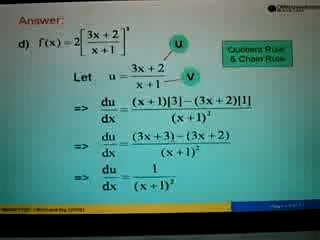 Answer:
d) f(x) = 2[(3x + 2)/(x + 1)]³
U
Let u = (3x + 2)/(x + 1)
V
Quotient Rule
& Chain Rule
=> du/dx = ((x + 1)[3] − (3x + 2)[1])/(x + 1)²
=> du/dx = ((3x + 3) − (3x + 2))/(x + 1)²
=> du/dx = 1/(x + 1)²